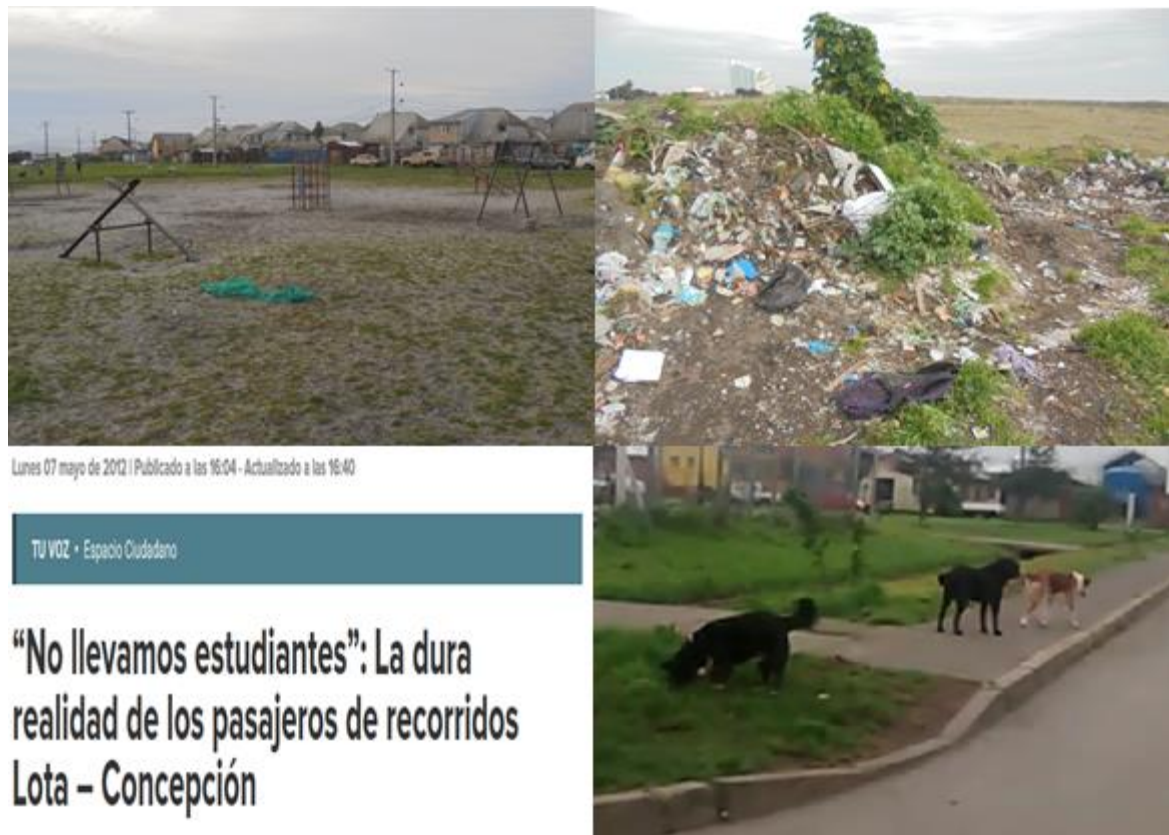 Lunes 07 mayo de 2012 | Publicado a las 16:04 - Actualizado a las 16:40
TU VOZ • Espacio Ciudadano
“No llevamos estudiantes”: La dura
realidad de los pasajeros de recorridos
Lota – Concepción